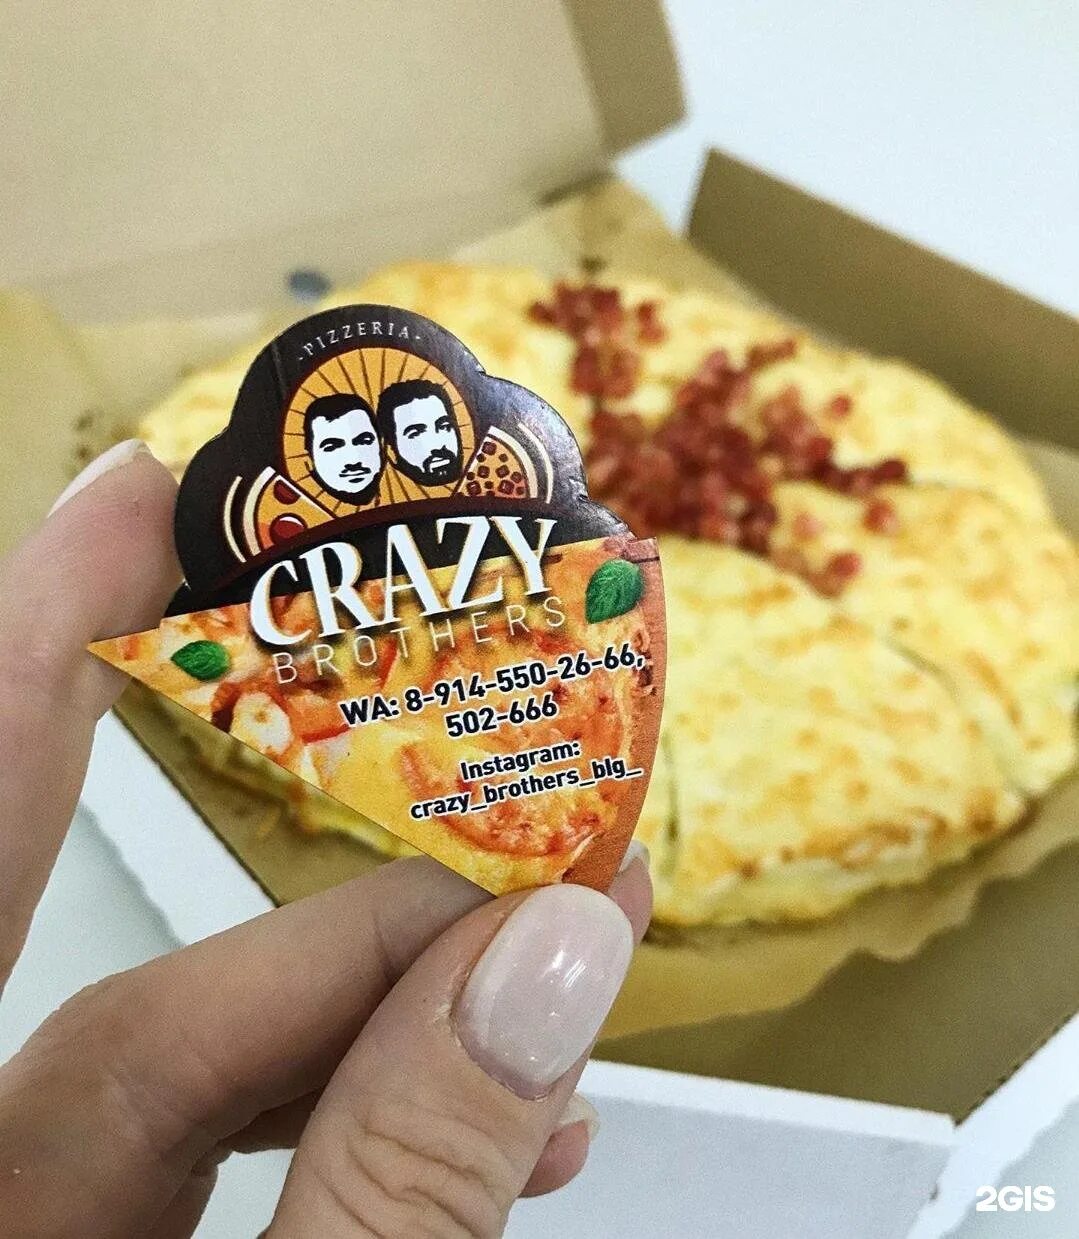 -PIZZERIA-
CRAZY
BROTHERS
WA: 8-914-550-26-66,
502-666
Instagram:
crazy_brothers_blg_
2GIS